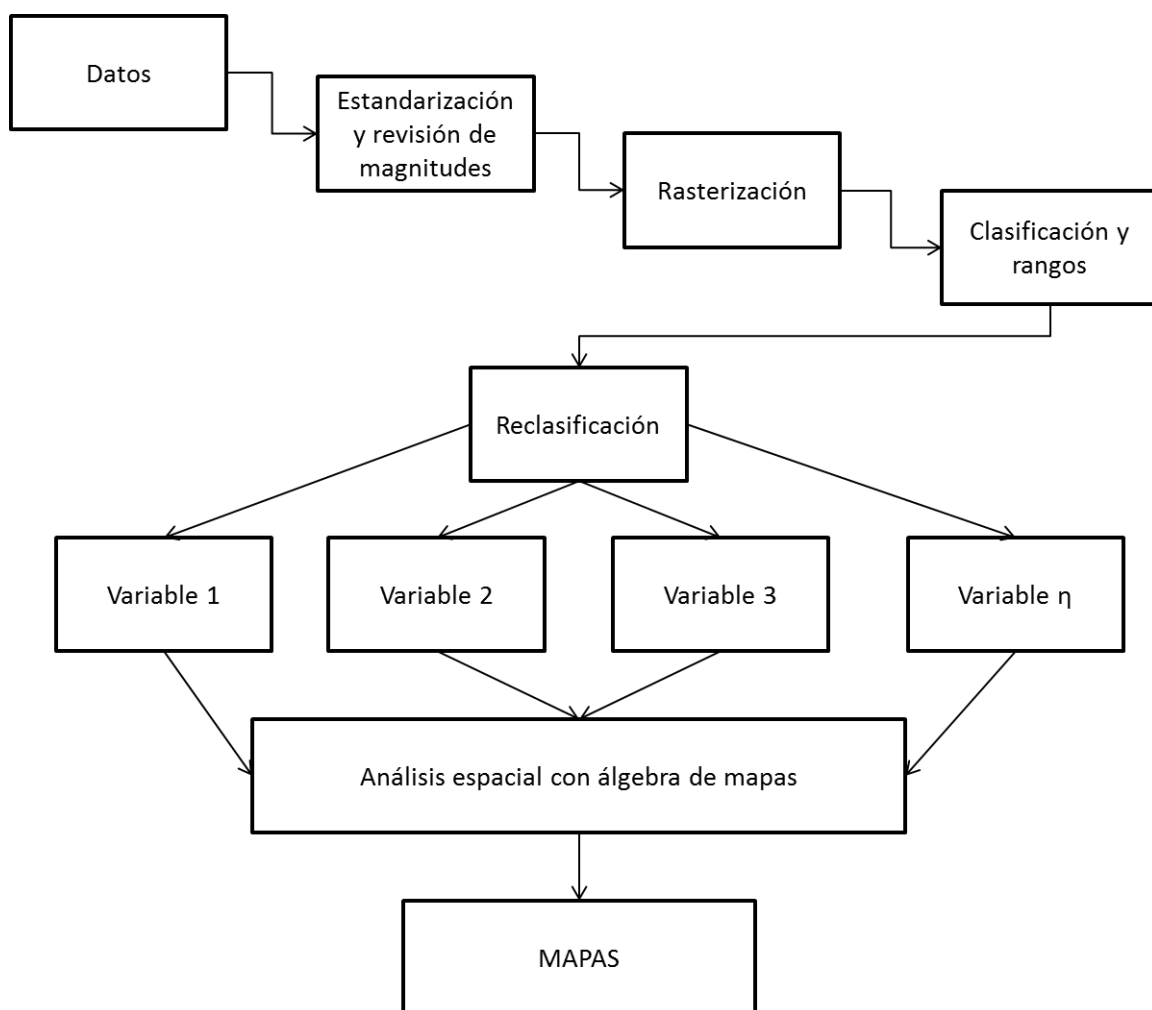 Datos
Estandarización
y revisión de
magnitudes
Rasterización
Clasificación y
rangos
Reclasificación
Variable 1
Variable 2
Variable 3
Variable η
Análisis espacial con álgebra de mapas
MAPAS